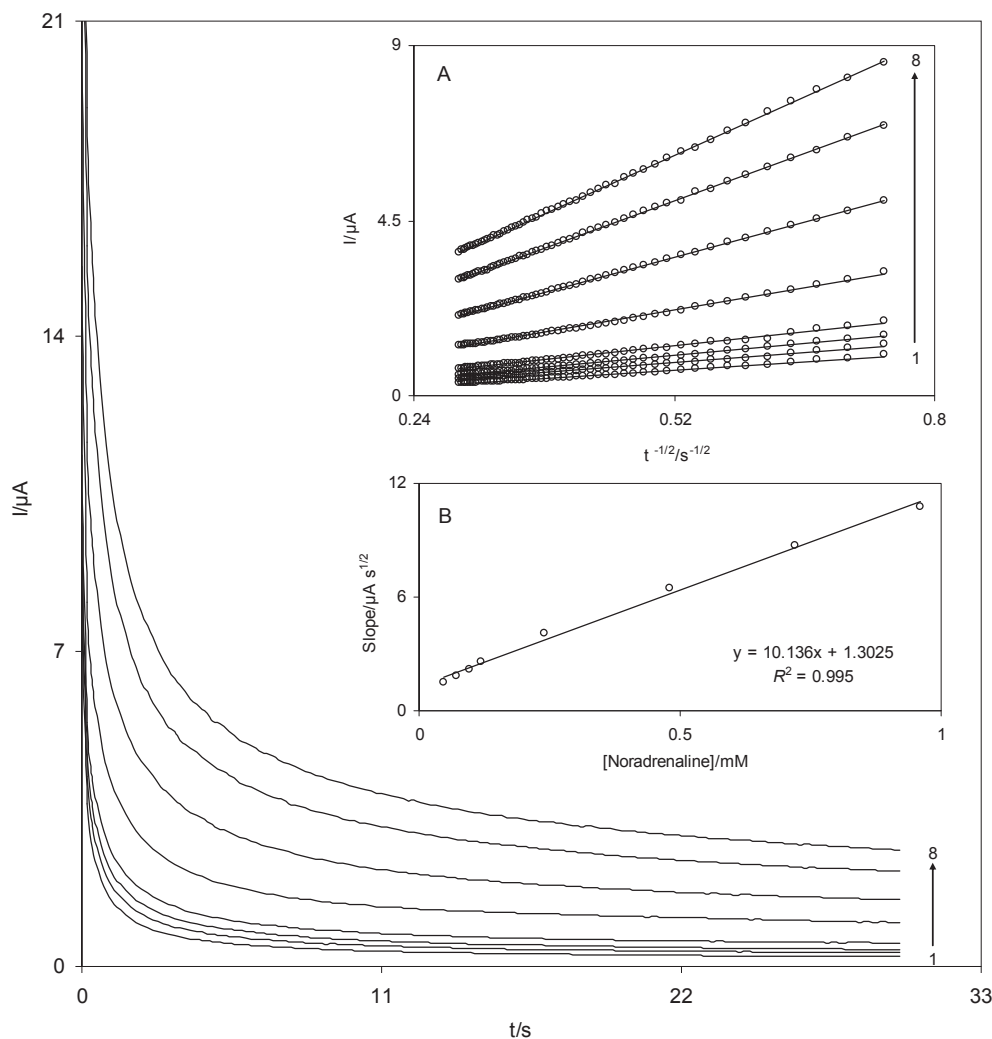 21
14
7
0
I/µA
0
11
22
33
t/s
8
1
A
9
4.5
0
I/µA
0.24
0.52
0.8
t -1/2/s-1/2
8
1
B
12
6
0
Slope/µA s1/2
0
0.5
1
[Noradrenaline]/mM
y = 10.136x + 1.3025
R2 = 0.995